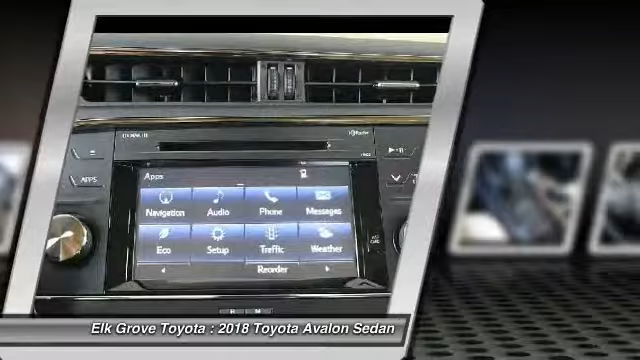 APPS
Apps
Navigation Audio Phone Messages
Eco Setup Traffic Weather
Reorder
Elk Grove Toyota : 2018 Toyota Avalon Sedan